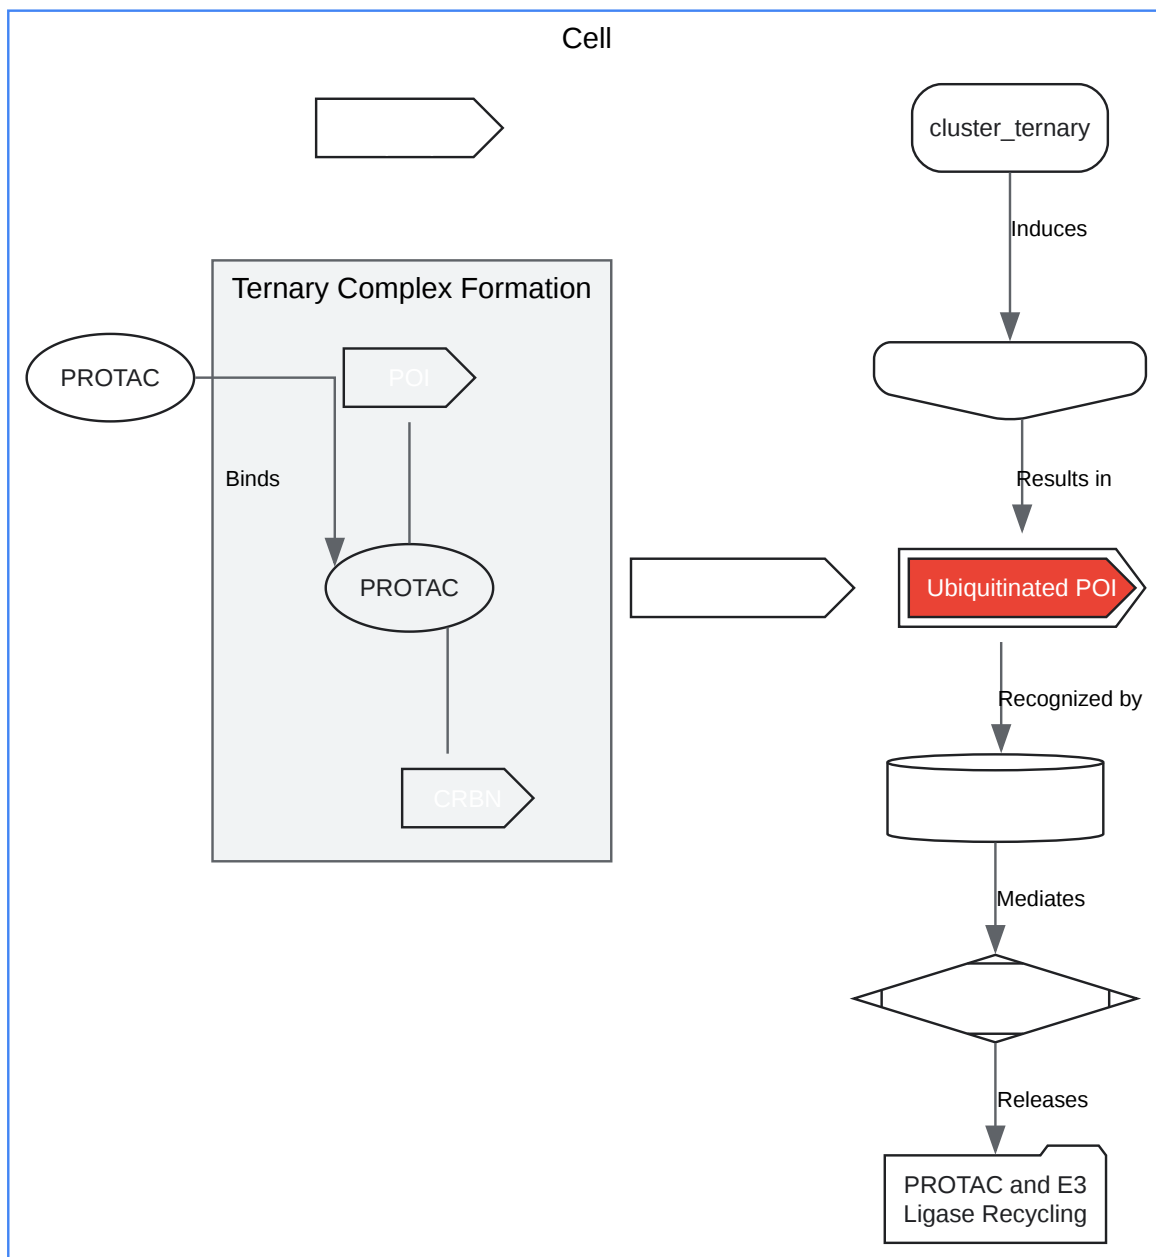 Cell
cluster_ternary
Induces
Ternary Complex Formation
PROTAC
POI
Binds
Results in
PROTAC
Ubiquitinated POI
Recognized by
CRBN
Mediates
Releases
PROTAC and E3
Ligase Recycling